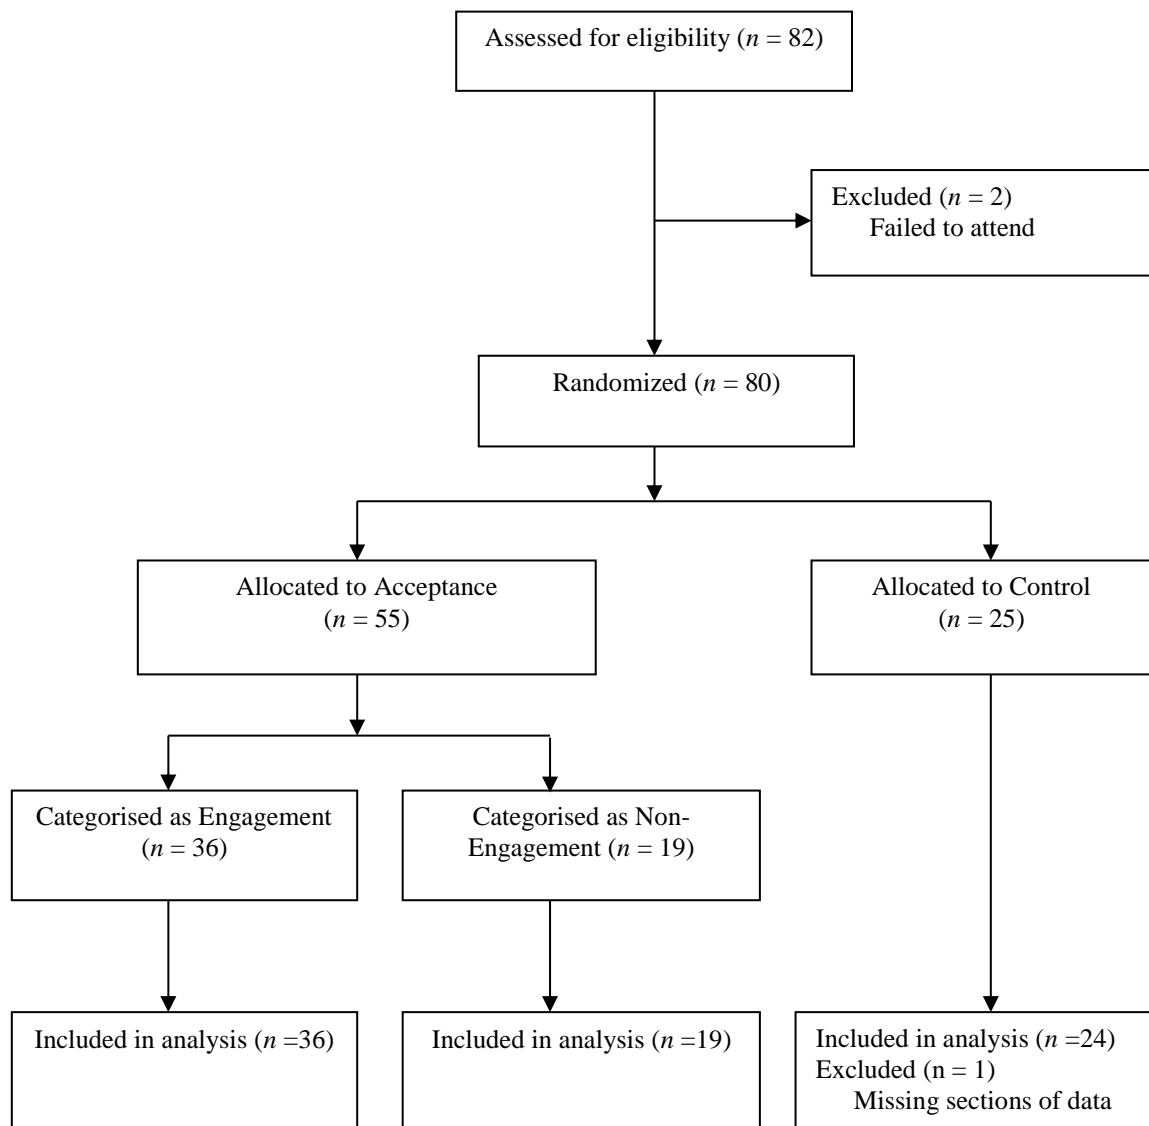 Assessed for eligibility (n = 82)
Excluded (n = 2)
Failed to attend
Randomized (n = 80)
Allocated to Acceptance
(n = 55)
Allocated to Control
(n = 25)
Categorised as Engagement
(n = 36)
Categorised as Non-
Engagement (n = 19)
Included in analysis (n =36)
Included in analysis (n =19)
Included in analysis (n =24)
Excluded (n = 1)
Missing sections of data